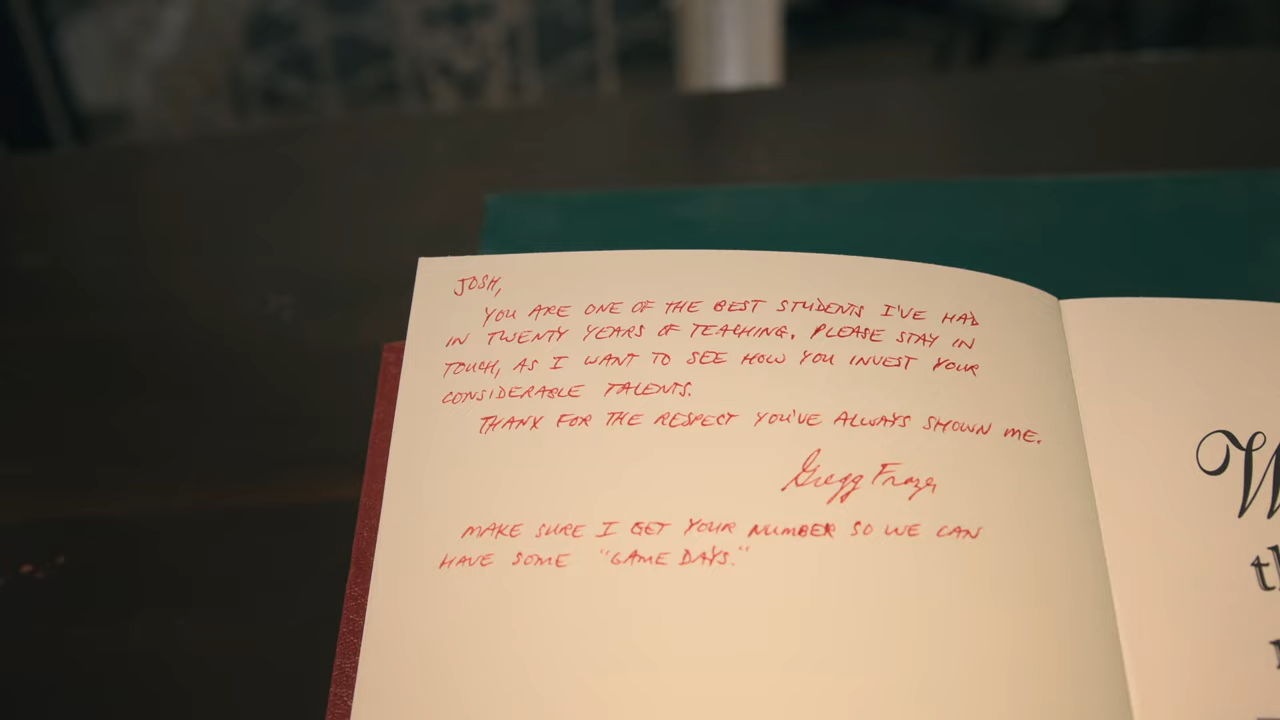 JOSH,
YOU ARE ONE OF THE BEST STUDENTS I'VE HAD
IN TWENTY YEARS OF TEACHING. PLEASE STAY IN
TOUCH, AS I WANT TO SEE HOW YOU INVEST YOUR
CONSIDERABLE TALENTS.
THANX FOR THE RESPECT YOU'VE ALWAYS SHOWN ME.
Gregg Frazer
MAKE SURE I GET YOUR NUMBER SO WE CAN
HAVE SOME "GAME DAYS."